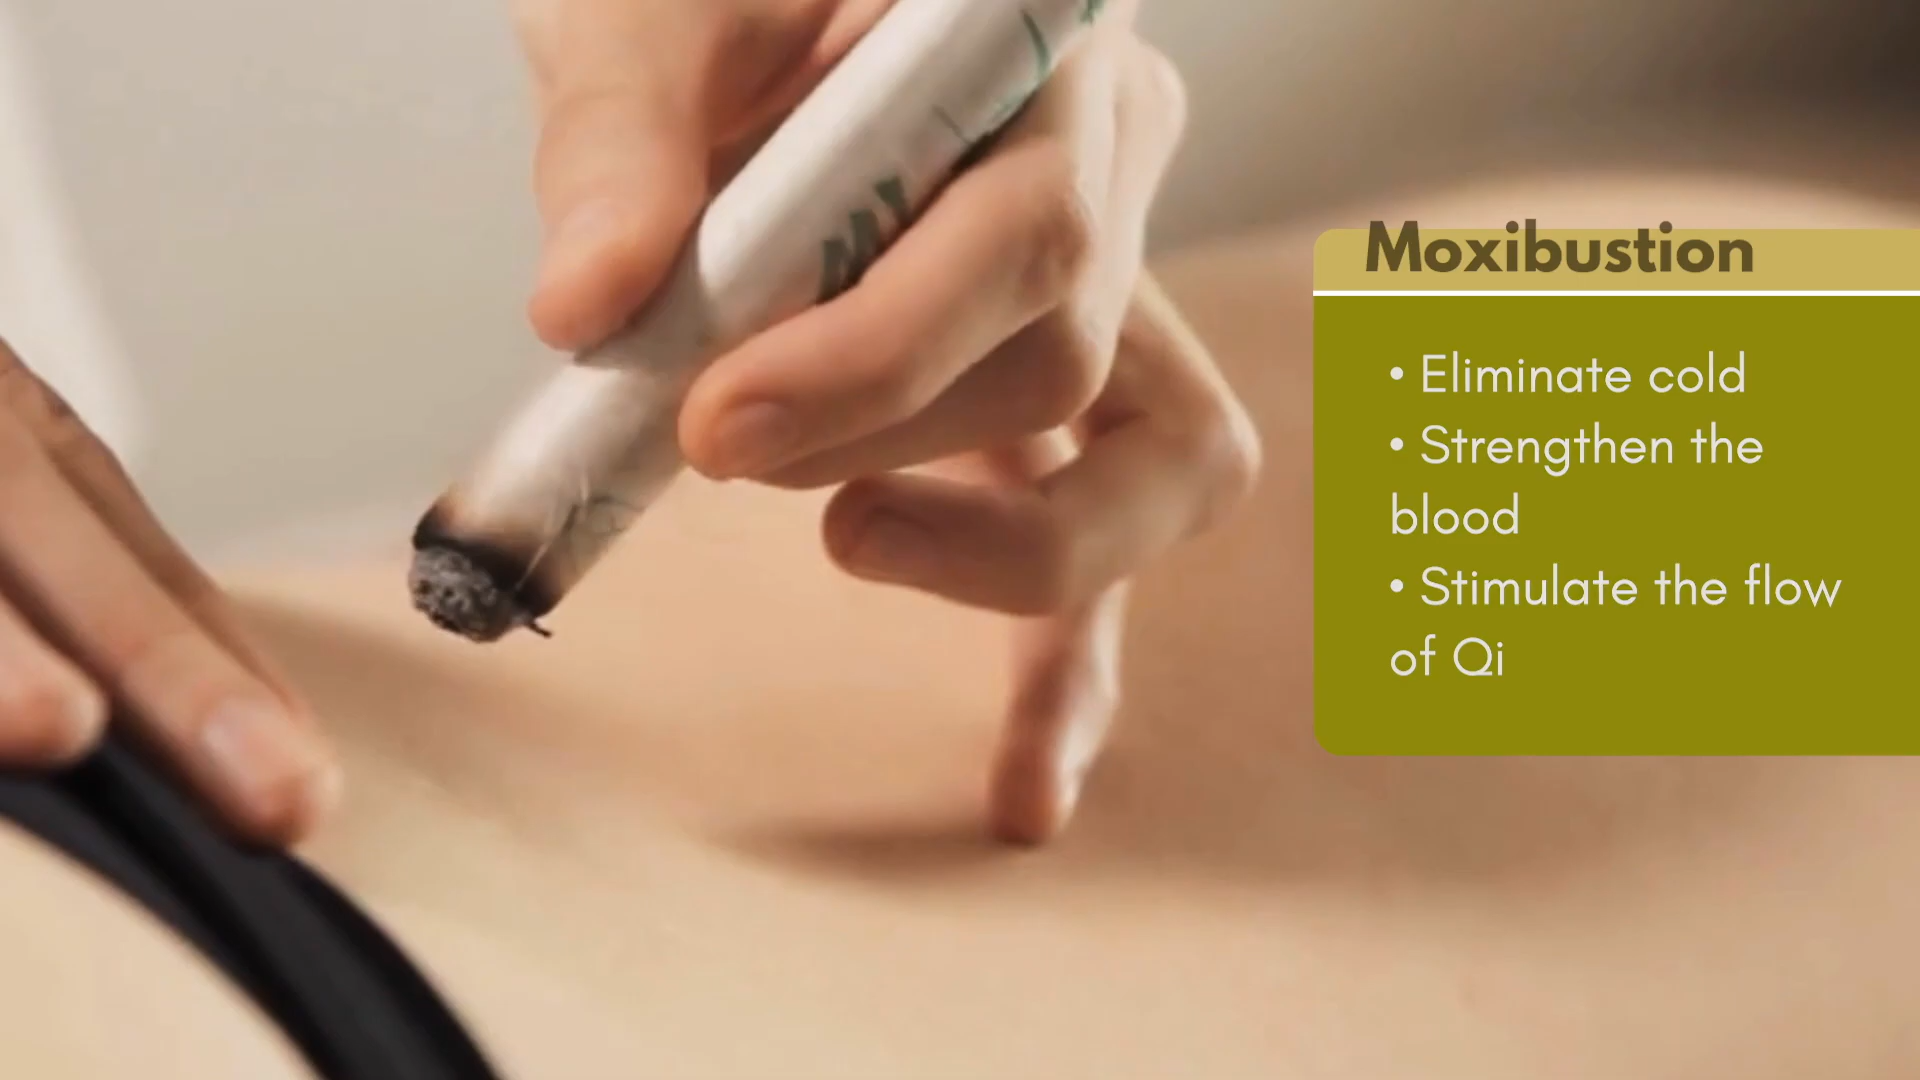 Moxibustion
• Eliminate cold
• Strengthen the
blood
• Stimulate the flow
of Qi